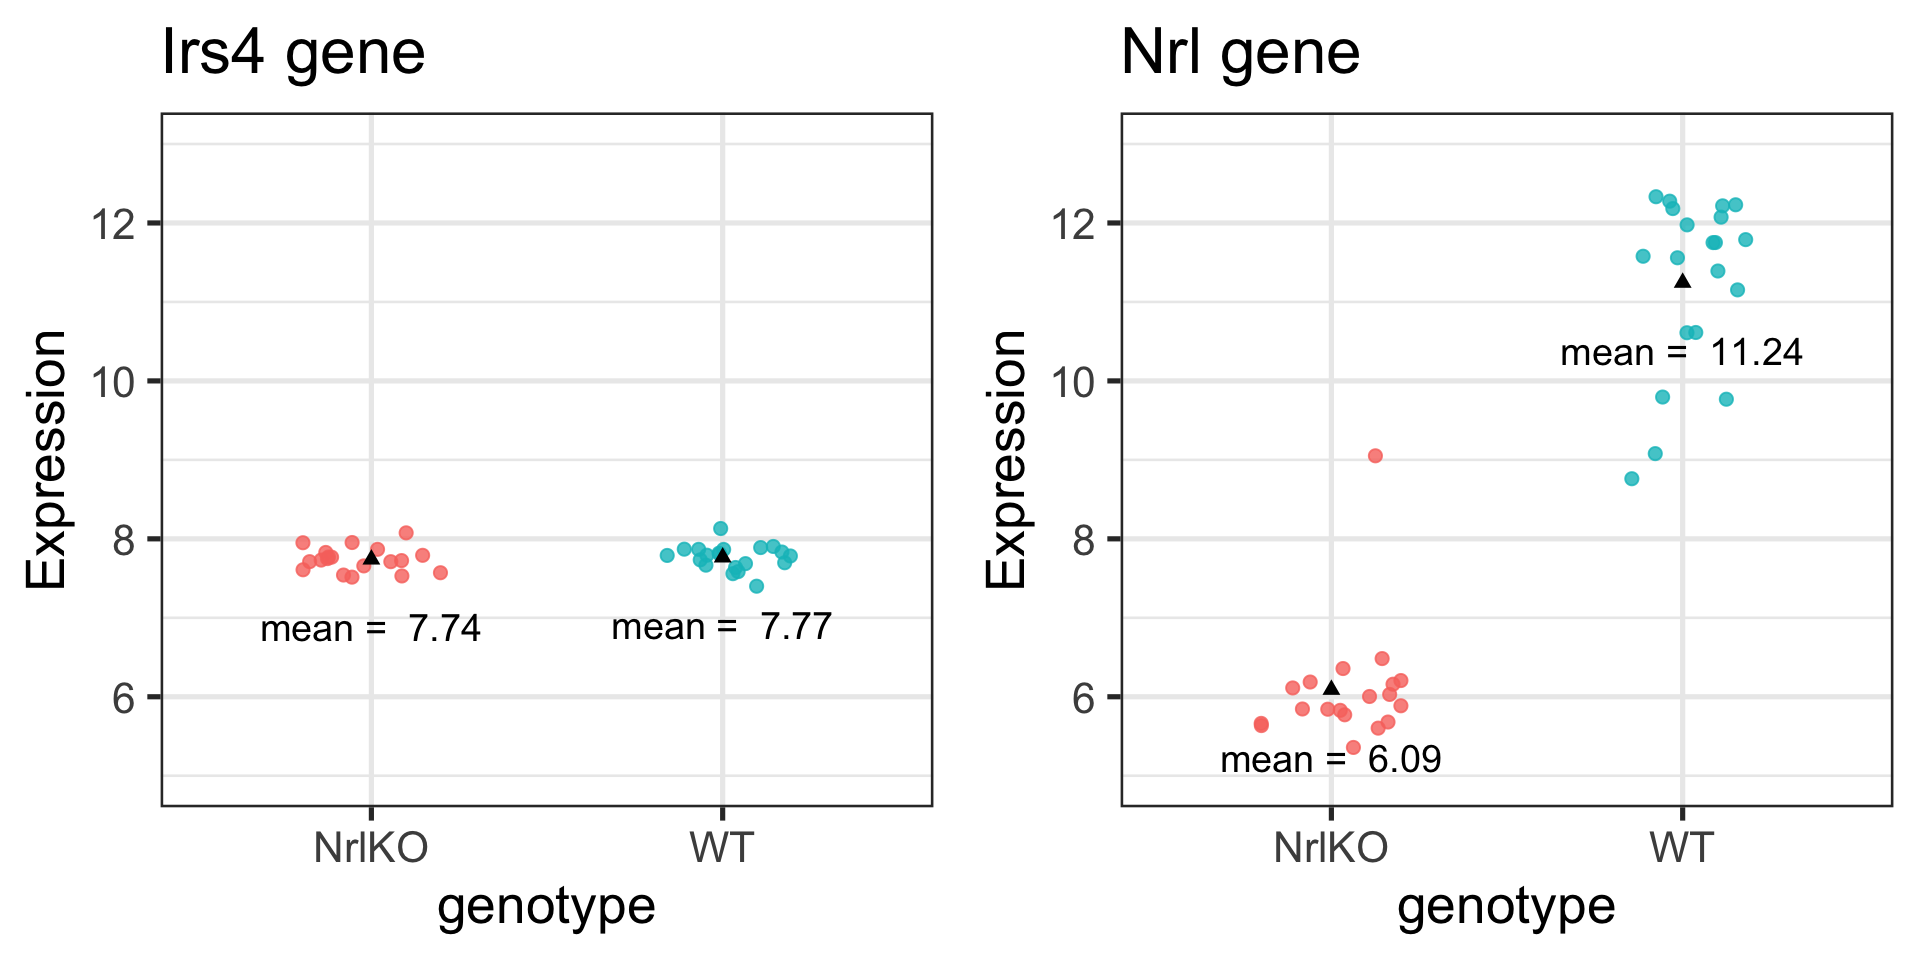 Irs4 gene
Expression
12
10
8
6
mean = 7.74
mean = 7.77
NrlKO
WT
genotype
Nrl gene
Expression
12
10
8
6
mean = 11.24
mean = 6.09
NrlKO
WT
genotype